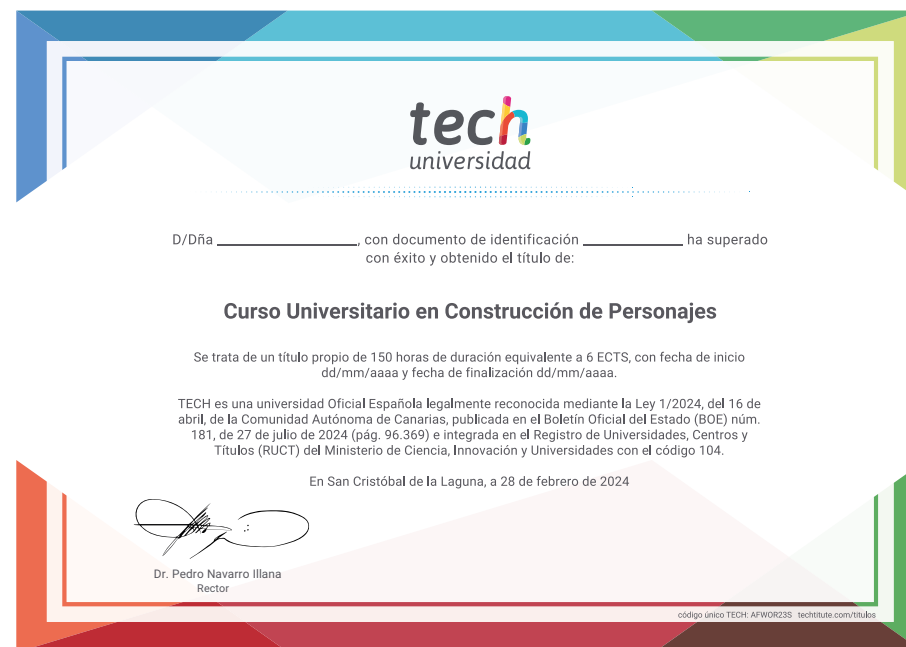 tech
universidad
D/Dña ______________, con documento de identificación __________ ha superado
con éxito y obtenido el título de:
Curso Universitario en Construcción de Personajes
Se trata de un título propio de 150 horas de duración equivalente a 6 ECTS, con fecha de inicio
dd/mm/aaaa y fecha de finalización dd/mm/aaaa.
TECH es una universidad Oficial Española legalmente reconocida mediante la Ley 1/2024, del 16 de
abril, de la Comunidad Autónoma de Canarias, publicada en el Boletín Oficial del Estado (BOE) núm.
181, de 27 de julio de 2024 (pág. 96.369) e integrada en el Registro de Universidades, Centros y
Títulos (RUCT) del Ministerio de Ciencia, Innovación y Universidades con el código 104.
En San Cristóbal de la Laguna, a 28 de febrero de 2024
Dr. Pedro Navarro Illana
Rector
código único TECH: AFWOR23S techtitute.com/titulos